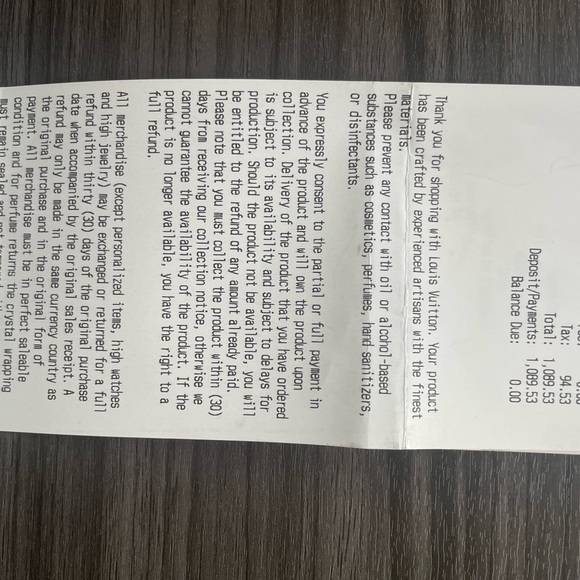 0.00
Tax: 94.53
Total: 1,089.53
Deposit/Payments: 1,089.53
Balance Due: 0.00
Thank you for shopping with Louis Vuitton. Your product
has been crafted by experienced artisans with the finest
materials.
Please prevent any contact with oil or alcohol-based
substances such as cosmetics, perfumes, hand sanitizers,
or disinfectants.
You expressly consent to the partial or full payment in
advance of the product and will own the product upon
collection. Delivery of the product that you have ordered
is subject to its availability and subject to delays for
production. Should the product not be available, you will
be entitled to the refund of any amount already paid.
Please note that you must collect the product within (30)
days from receiving our collection notice, otherwise we
cannot guarantee the availability of the product. If the
product is no longer available, you have the right to a
full refund.
All merchandise (except personalized items, high watches
and high jewelry) may be exchanged or returned for a full
refund within thirty (30) days of the original purchase
date when accompanied by the original sales receipt. A
refund may only be made in the same currency country as
the original purchase and in the original form of
payment. All merchandise must be in perfect saleable
condition and for perfume returns the crystal wrapping
must remain sealed and not